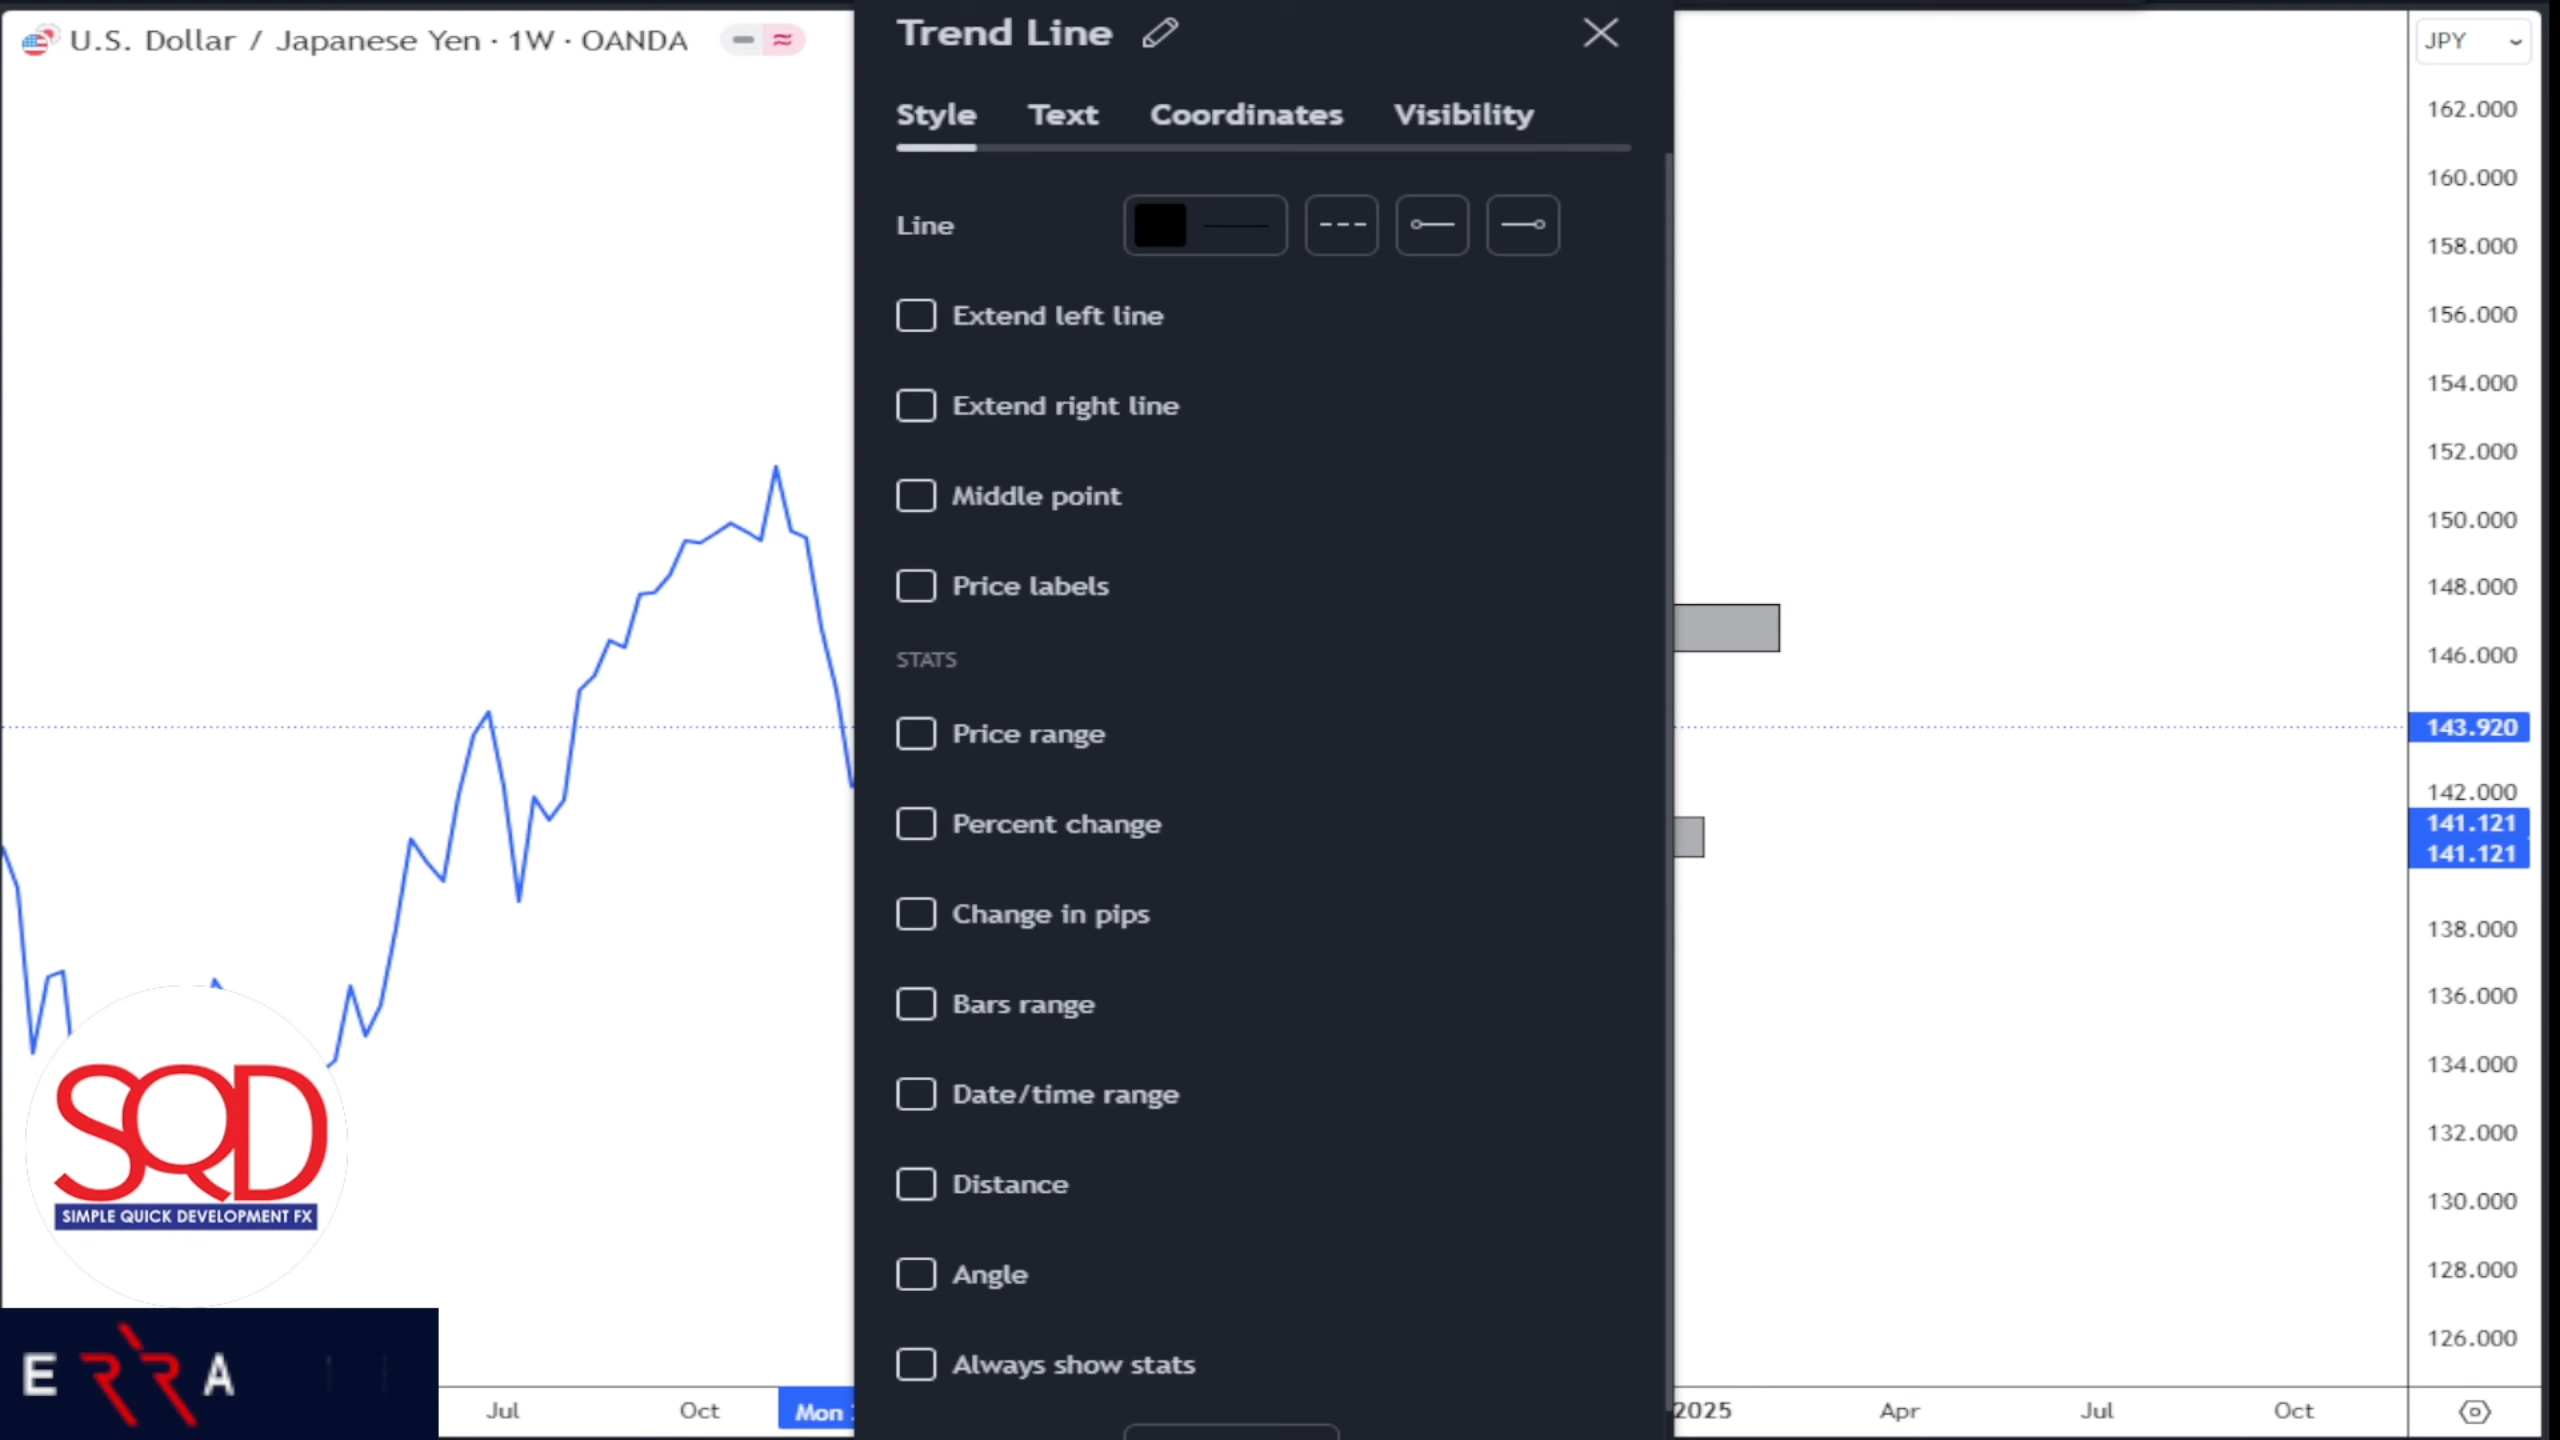 U.S. Dollar / Japanese Yen · 1W · OANDA
Trend Line
Style Text Coordinates Visibility
Line
Extend left line
Extend right line
Middle point
Price labels
STATS
Price range
Percent change
Change in pips
Bars range
Date/time range
Distance
Angle
Always show stats
JPY
162.000
160.000
158.000
156.000
154.000
152.000
150.000
148.000
146.000
143.920
142.000
141.121
141.121
138.000
136.000
134.000
132.000
130.000
128.000
126.000
SQD
SIMPLE QUICK DEVELOPMENT FX
ERRA
Jul Oct Mon 2025 Apr Jul Oct